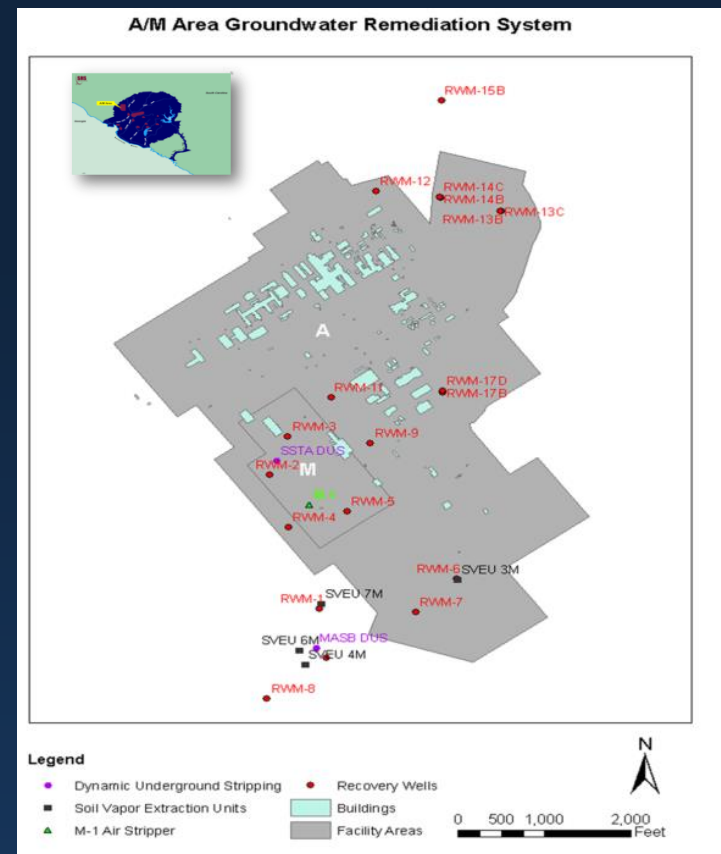 A/M Area Groundwater Remediation System
RWM-15B
RWM-12
RWM-14C
RWM-14B
RWM-13B
RWM-13C
A
RWM-11
RWM-17D
RWM-17B
RWM-3
RWM-9
SSTA DUS
RWM-2
M
RWM-5
RWM-4
RWM-6
SVEU 3M
SVEU 7M
RWM-1
RWM-7
SVEU 6M
MASB DUS
SVEU 4M
RWM-8
N
Legend
Dynamic Underground Stripping
Recovery Wells
Soil Vapor Extraction Units
Buildings
M-1 Air Stripper
Facility Areas
0 500 1,000 2,000
Feet